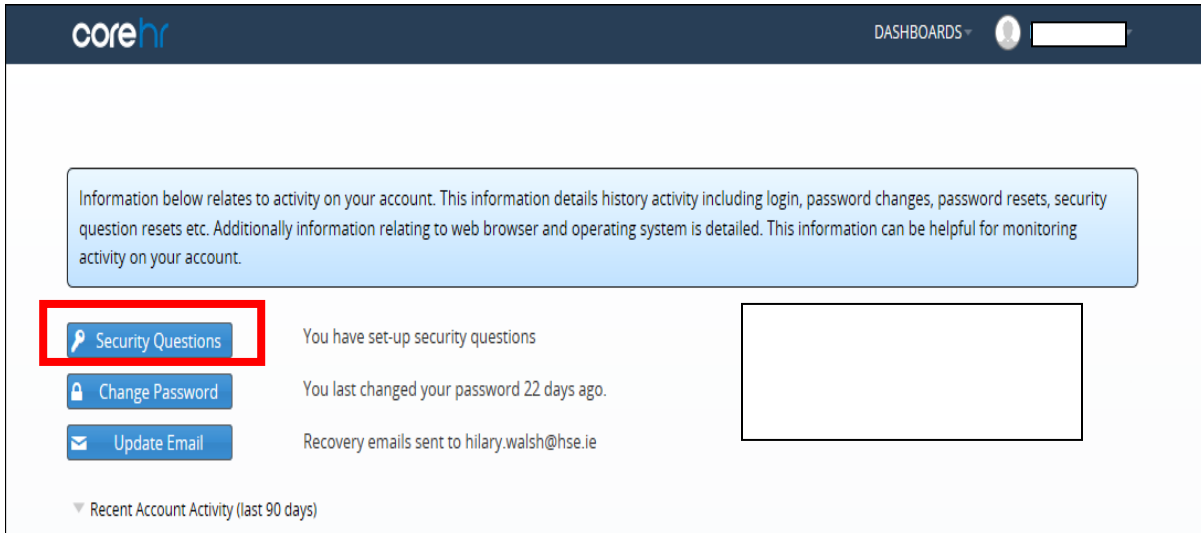 corehr
DASHBOARDS
Information below relates to activity on your account. This information details history activity including login, password changes, password resets, security
question resets etc. Additionally information relating to web browser and operating system is detailed. This information can be helpful for monitoring
activity on your account.
Security Questions You have set-up security questions
Change Password You last changed your password 22 days ago.
Update Email Recovery emails sent to hilary.walsh@hse.ie
Recent Account Activity (last 90 days)